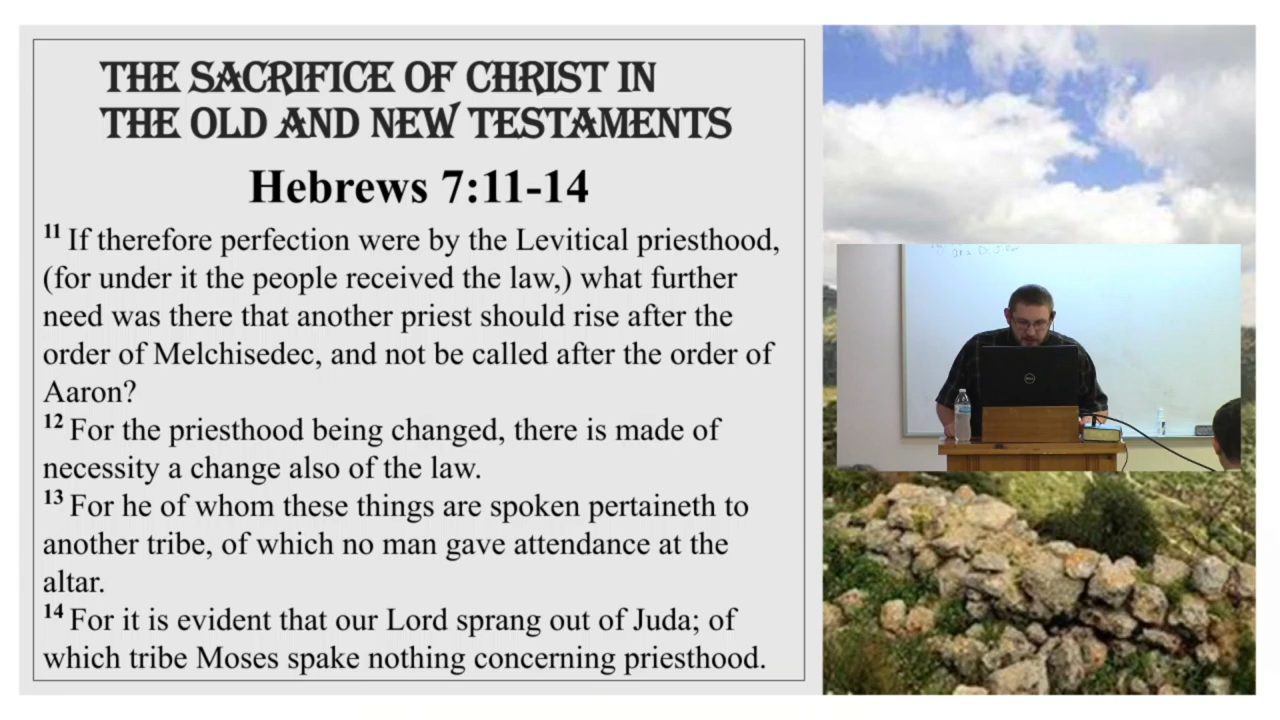 THE SACRIFICE OF CHRIST IN
THE OLD AND NEW TESTAMENTS
Hebrews 7:11-14
11 If therefore perfection were by the Levitical priesthood,
(for under it the people received the law,) what further
need was there that another priest should rise after the
order of Melchisedec, and not be called after the order of
Aaron?
12 For the priesthood being changed, there is made of
necessity a change also of the law.
13 For he of whom these things are spoken pertaineth to
another tribe, of which no man gave attendance at the
altar.
14 For it is evident that our Lord sprang out of Juda; of
which tribe Moses spake nothing concerning priesthood.
DELL